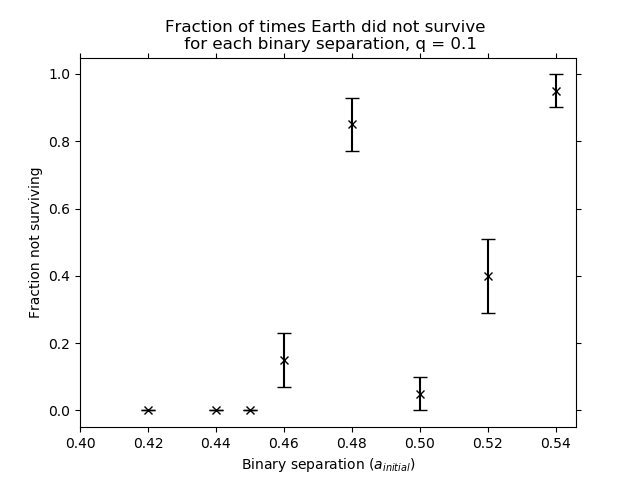 Fraction of times Earth did not survive
for each binary separation, q = 0.1
Fraction not surviving
1.0
0.8
0.6
0.4
0.2
0.0
0.40 0.42 0.44 0.46 0.48 0.50 0.52 0.54
Binary separation (a_initial)